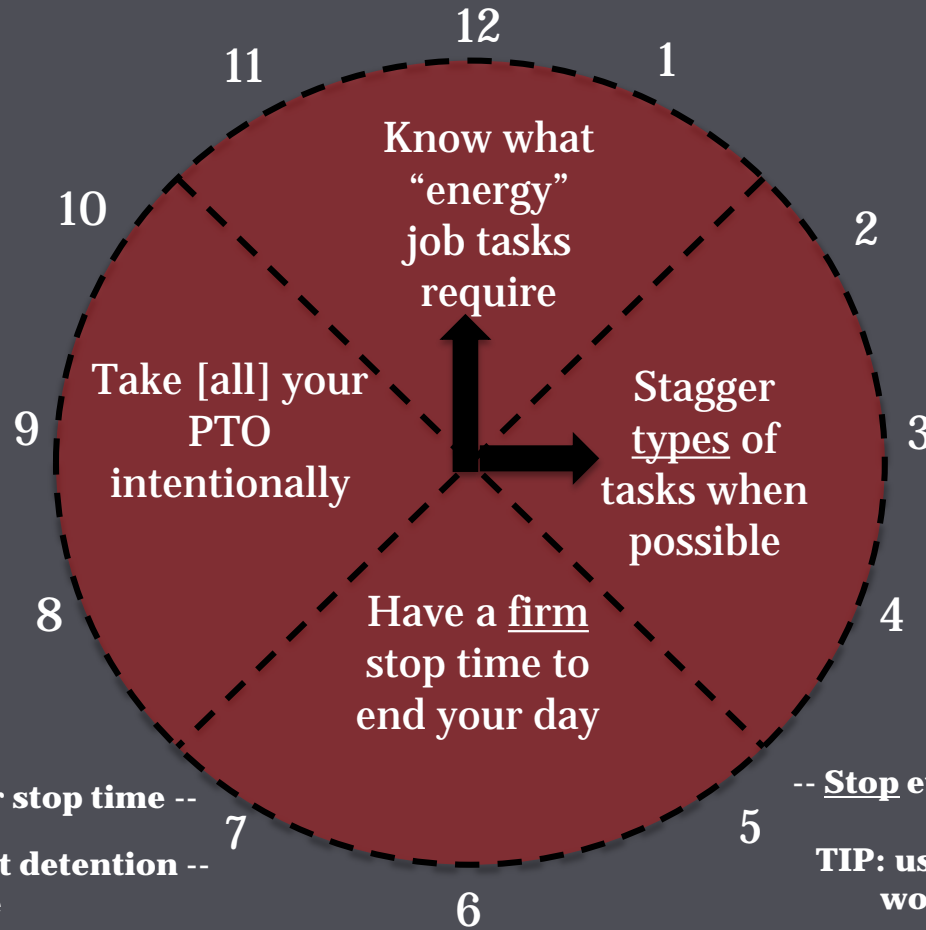 12
11
1
Know what
“energy”
job tasks
require
10
2
Take [all] your
PTO
intentionally
Stagger
types of
tasks when
possible
9
3
Have a firm
stop time to
end your day
8
4
stop time --
-- Stop
7
5
detention --
TIP:
6